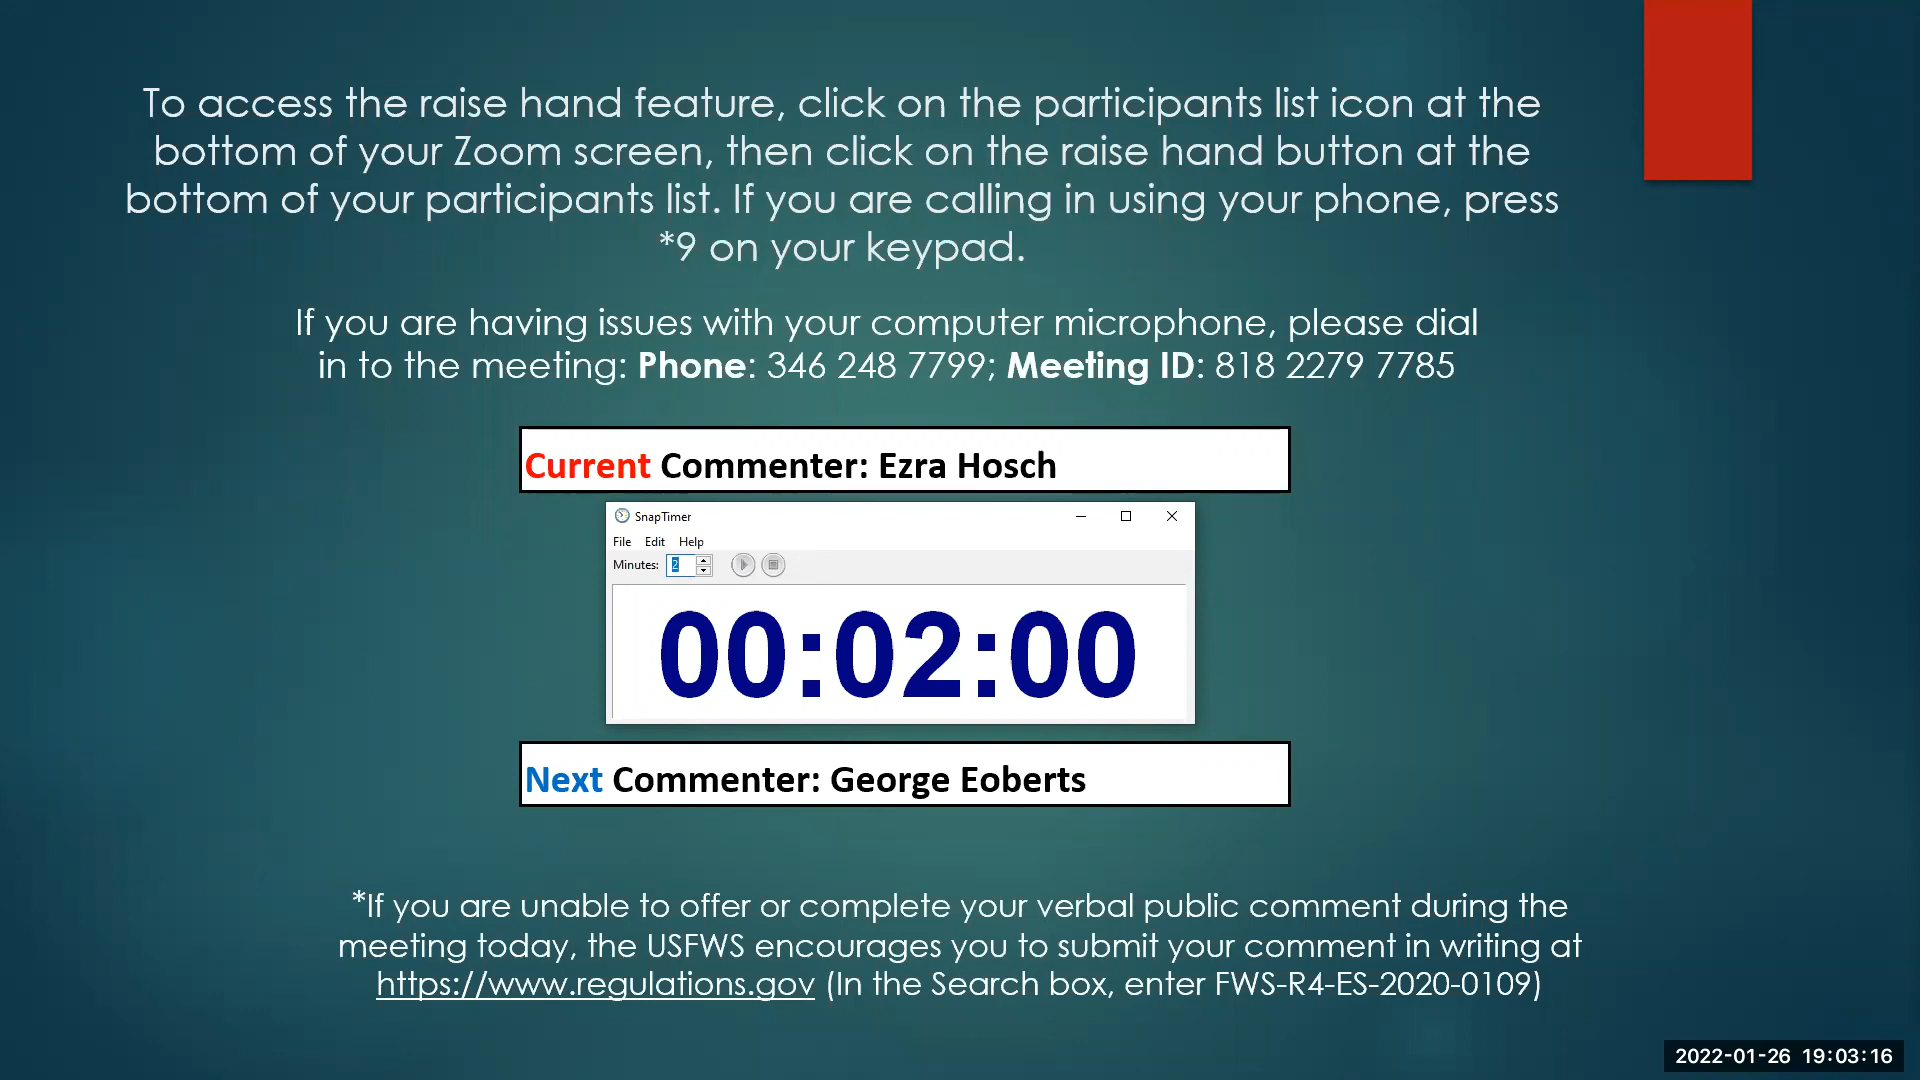 To access the raise hand feature, click on the participants list icon at the
bottom of your Zoom screen, then click on the raise hand button at the
bottom of your participants list. If you are calling in using your phone, press
*9 on your keypad.
If you are having issues with your computer microphone, please dial
in to the meeting: Phone: 346 248 7799; Meeting ID: 818 2279 7785
Current Commenter: Ezra Hosch
SnapTimer
File Edit Help
Minutes: 2
00:02:00
Next Commenter: George Eoberts
*If you are unable to offer or complete your verbal public comment during the
meeting today, the USFWS encourages you to submit your comment in writing at
https://www.regulations.gov (In the Search box, enter FWS-R4-ES-2020-0109)
2022-01-26 19:03:16